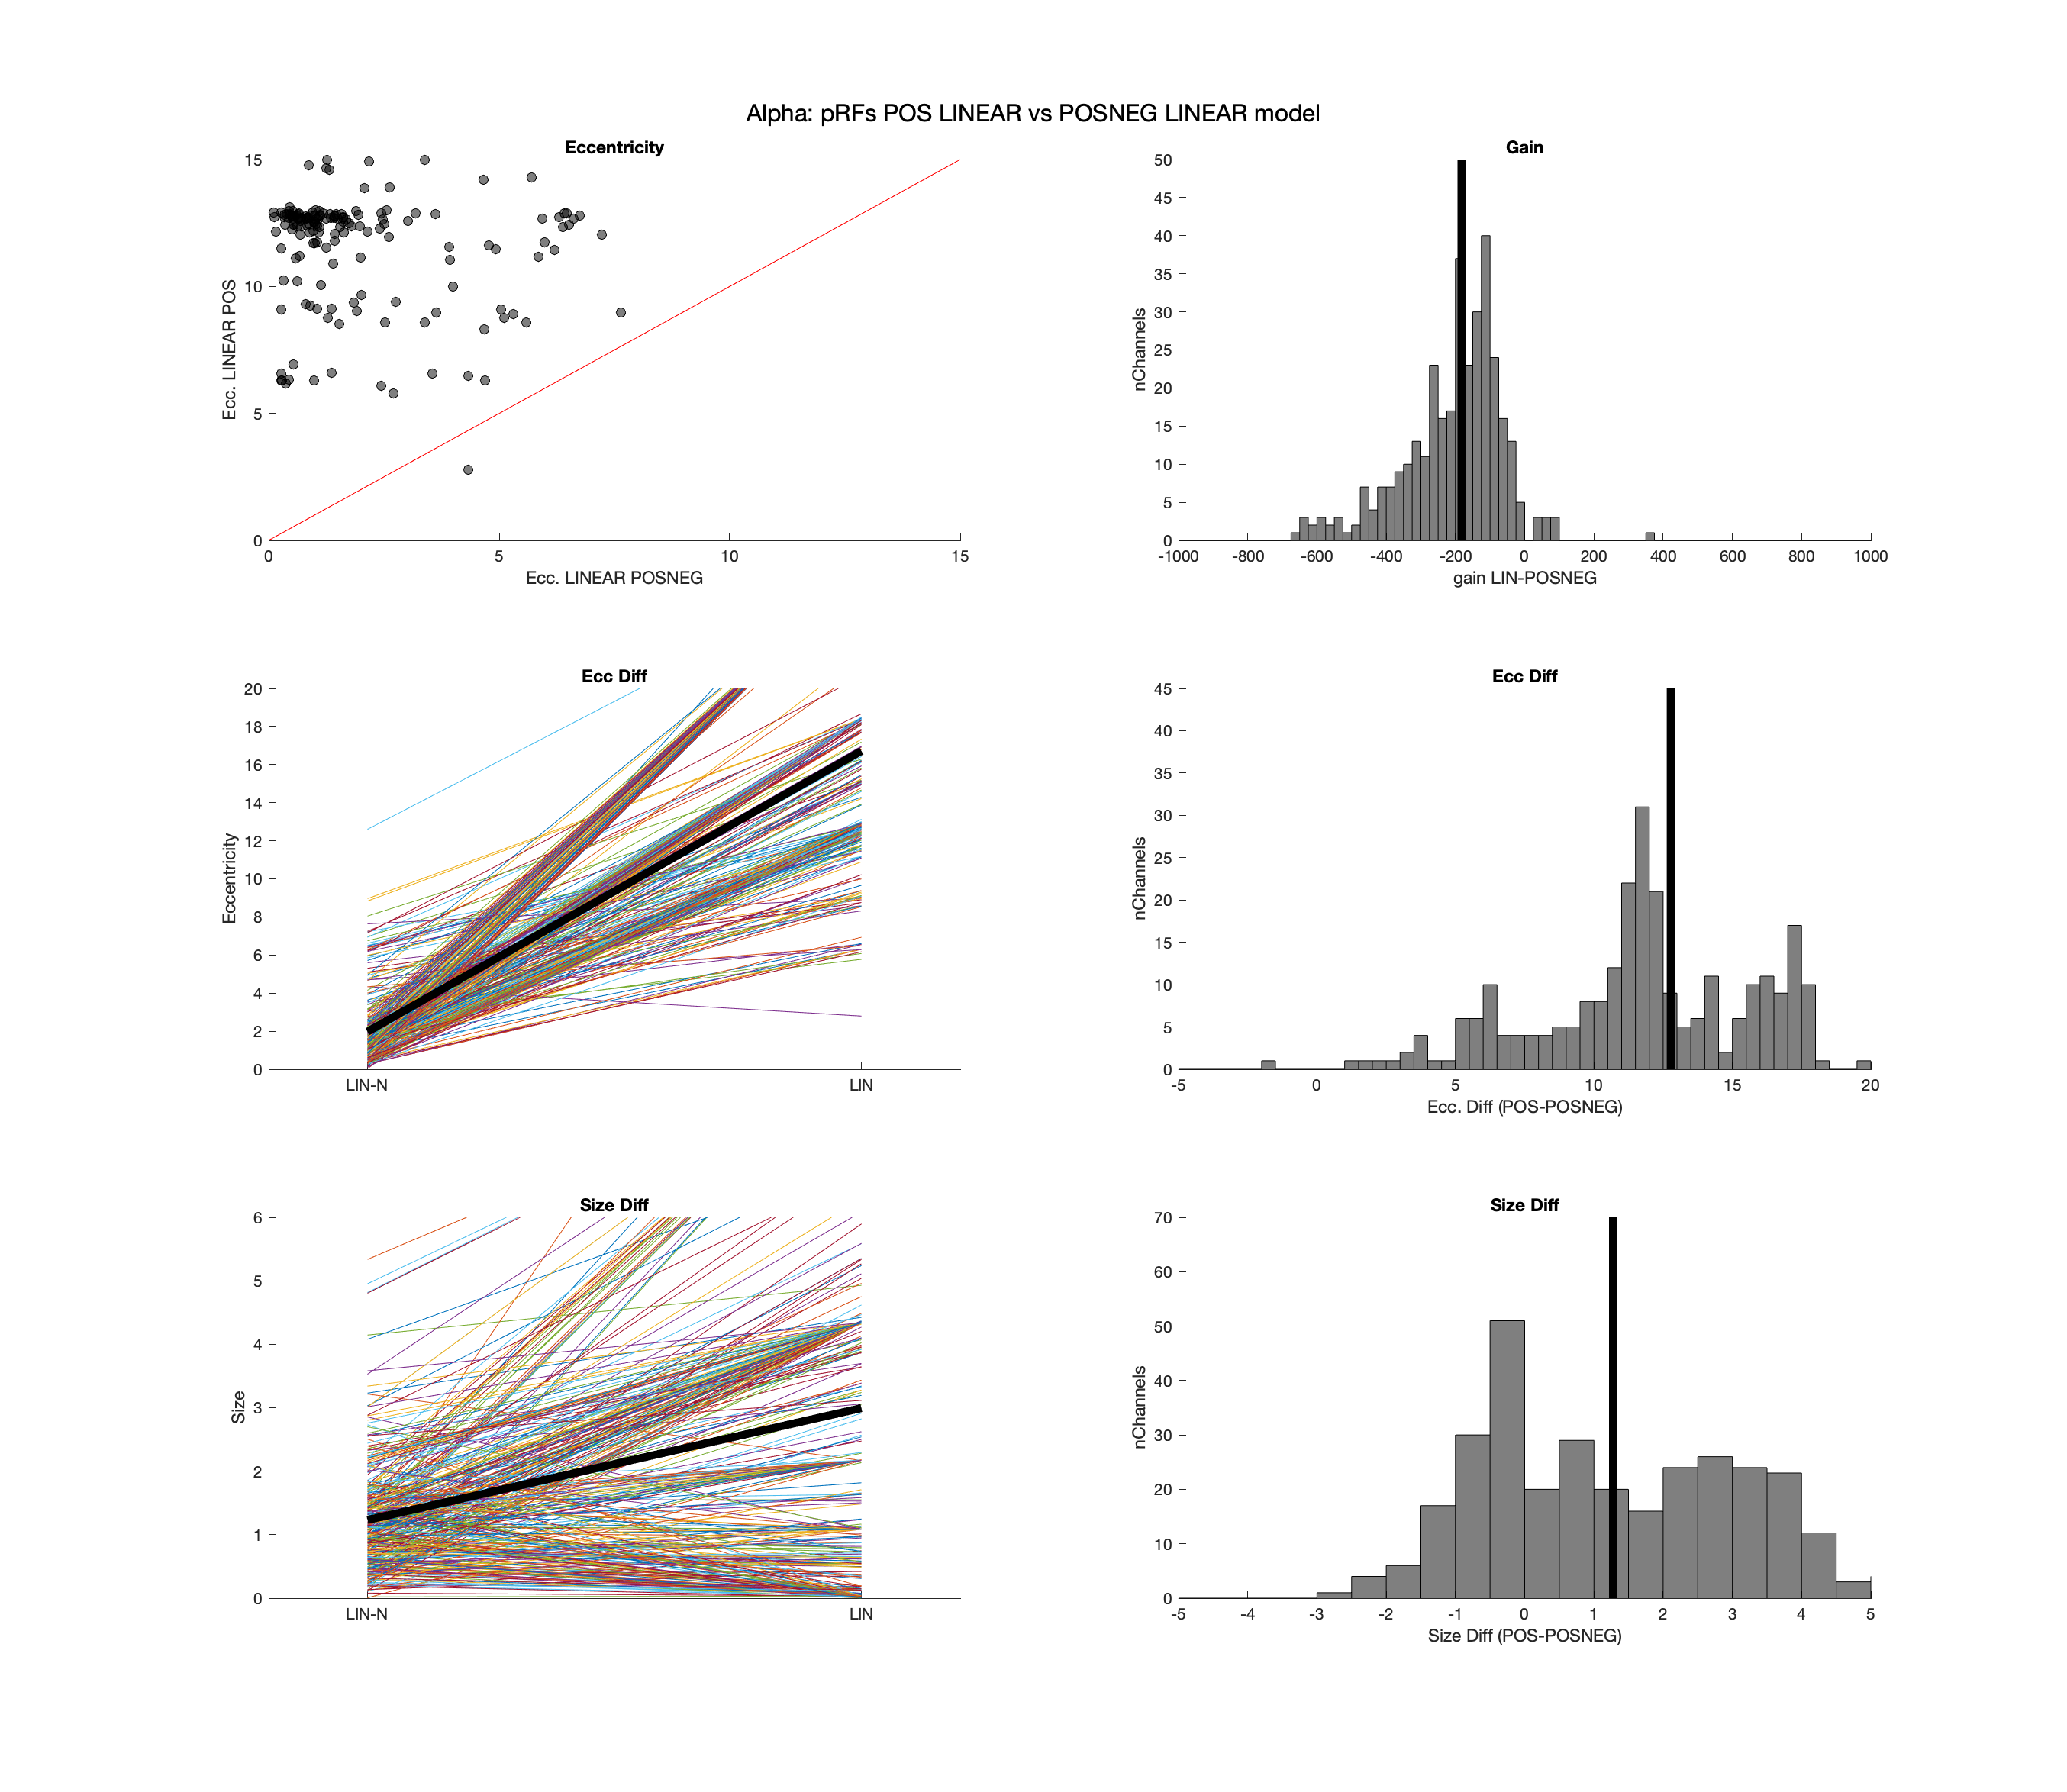 Alpha: pRFs POS LINEAR vs POSNEG LINEAR model
Eccentricity
15
10
5
0
0 5 10 15
Ecc. LINEAR POS
Ecc. LINEAR POSNEG
Gain
50
45
40
35
30
25
20
15
10
5
0
-1000 -800 -600 -400 -200 0 200 400 600 800 1000
nChannels
gain LIN-POSNEG
Ecc Diff
20
18
16
14
12
10
8
6
4
2
0
LIN-N LIN
Eccentricity
Ecc Diff
45
40
35
30
25
20
15
10
5
0
-5 0 5 10 15 20
nChannels
Ecc. Diff (POS-POSNEG)
Size Diff
6
5
4
3
2
1
0
LIN-N LIN
Size
Size Diff
70
60
50
40
30
20
10
0
-5 -4 -3 -2 -1 0 1 2 3 4 5
nChannels
Size Diff (POS-POSNEG)